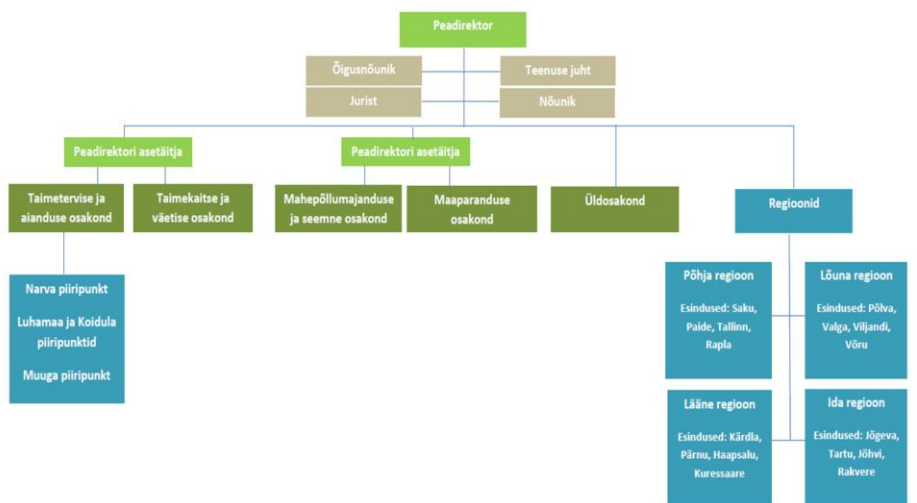 Peadirektor
Õigusnõunik
Teenuse juht
Jurist
Nõunik
Peadirektori asetäitja
Peadirektori asetäitja
Taimetervise ja
aianduse osakond
Taimekaitse ja
väetise osakond
Mahepõllumajanduse
ja seemne osakond
Maaparanduse
osakond
Üldosakond
Regioonid
Narva piiripunkt
Luhamaa ja Koidula
piiripunktid
Muuga piiripunkt
Põhja regioon
Esindused: Saku,
Paide, Tallinn,
Rapla
Lõuna regioon
Esindused: Põlva,
Valga, Viljandi,
Võru
Lääne regioon
Esindused: Kärdla,
Pärnu, Haapsalu,
Kuressaare
Ida regioon
Esindused: Jõgeva,
Tartu, Jõhvi,
Rakvere